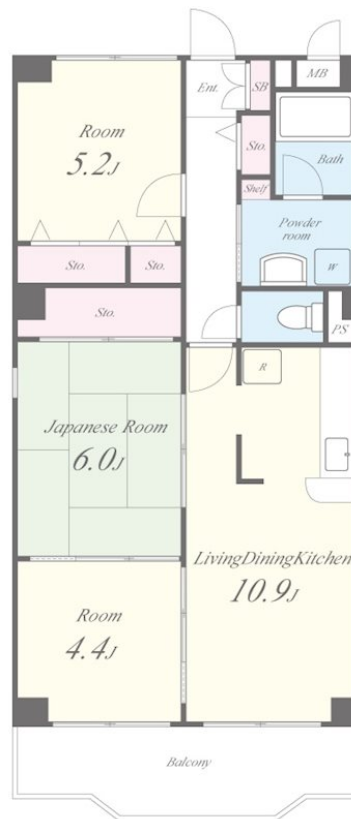 Ent.
SB
MB
Room
5.2J
Sto.
Bath
Shelf
Powder
room
W
Sto.
Sto.
Sto.
PS
R
Japanese Room
6.0J
LivingDiningKitchen
10.9J
Room
4.4J
Balcony